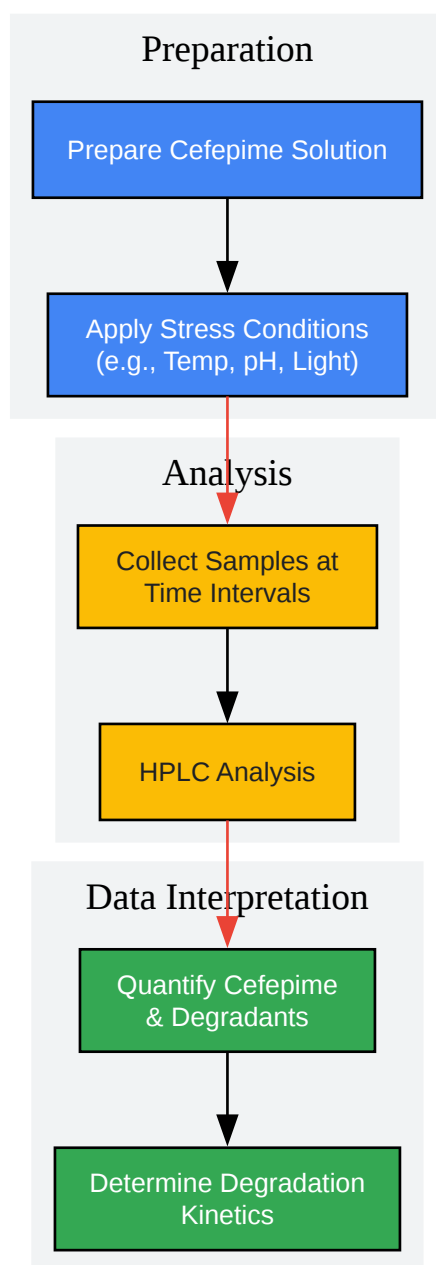 Preparation
Prepare Cefepime Solution
Apply Stress Conditions
(e.g., Temp, pH, Light)
Analysis
Collect Samples at
Time Intervals
HPLC Analysis
Data Interpretation
Quantify Cefepime
& Degradants
Determine Degradation
Kinetics